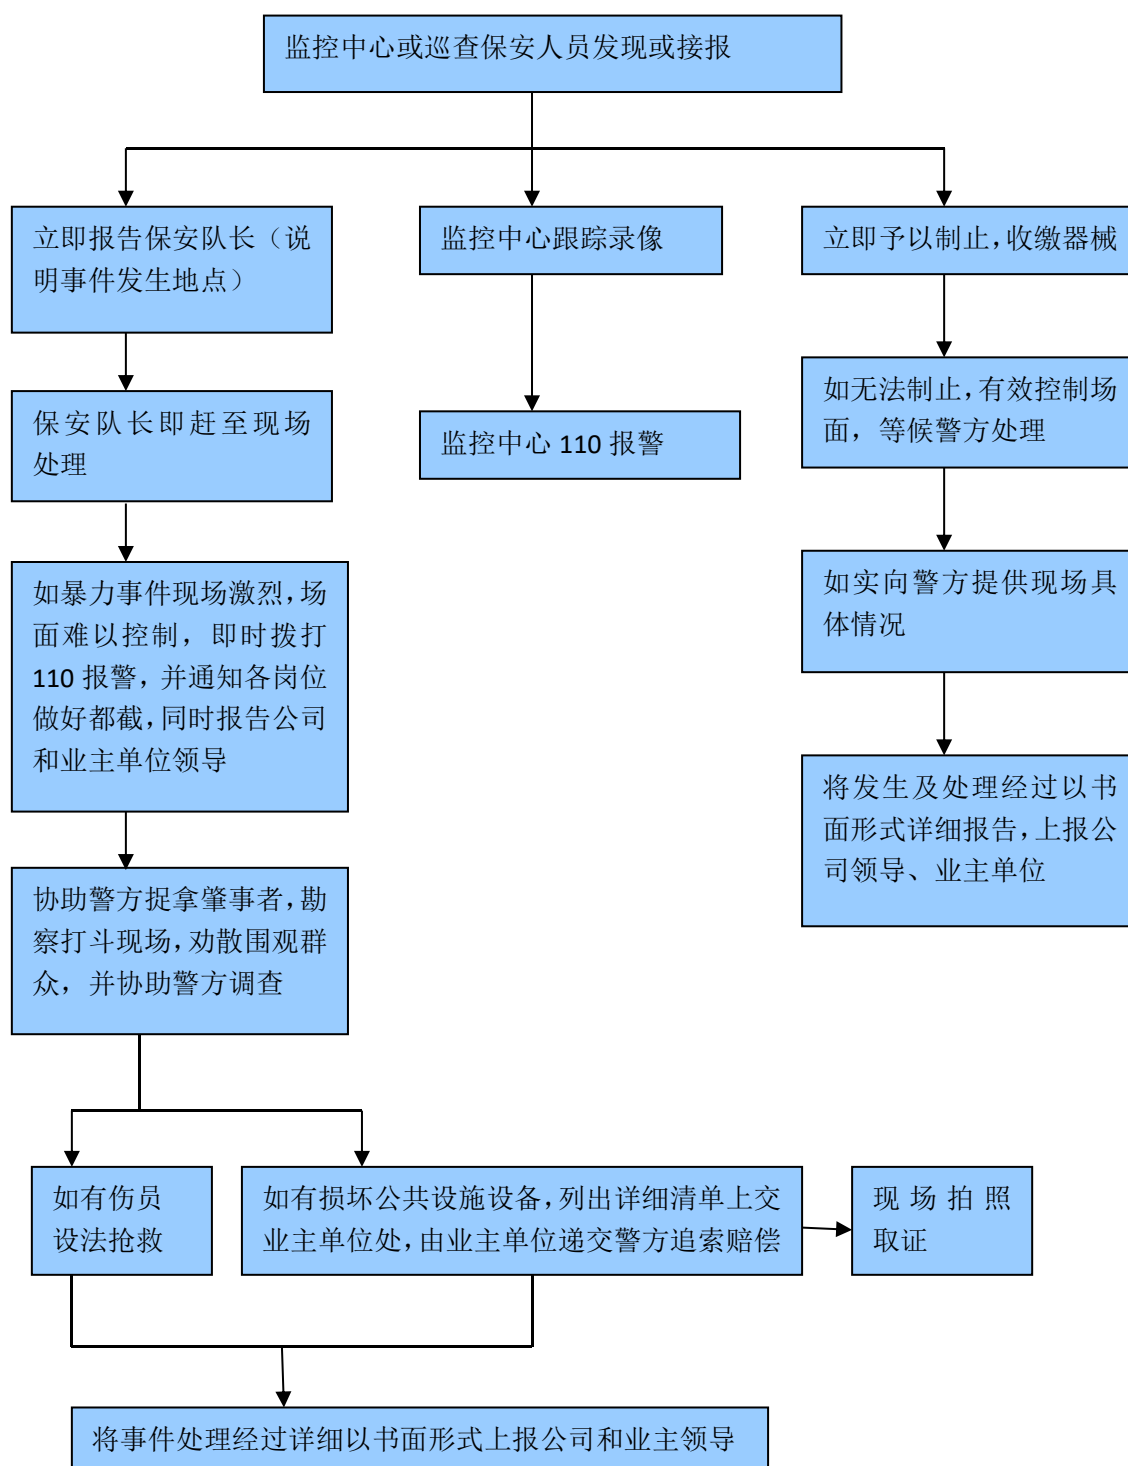 监控中心或巡查保安人员发现或接报
立即报告保安队长（说
明事件发生地点）
监控中心跟踪录像
立即予以制止，收缴器械
保安队长即赶至现场
处理
监控中心 110 报警
如无法制止，有效控制场
面，等候警方处理
如暴力事件现场激烈，场
面难以控制，即时拨打
110 报警，并通知各岗位
做好都截，同时报告公司
和业主单位领导
如实向警方提供现场具
体情况
将发生及处理经过以书
面形式详细报告，上报公
司领导、业主单位
协助警方捉拿肇事者，勘
察打斗现场，劝散围观群
众，并协助警方调查
如有伤员
设法抢救
如有损坏公共设施设备，列出详细清单上交
业主单位处，由业主单位递交警方追索赔偿
现场拍照
取证
将事件处理经过详细以书面形式上报公司和业主领导